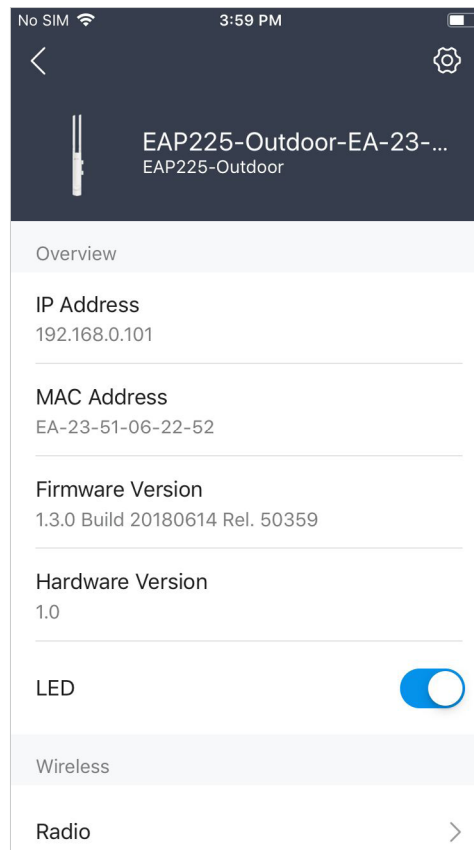 No SIM 3:59 PM
EAP225-Outdoor-EA-23-...
EAP225-Outdoor
Overview
IP Address
192.168.0.101
MAC Address
EA-23-51-06-22-52
Firmware Version
1.3.0 Build 20180614 Rel. 50359
Hardware Version
1.0
LED
Wireless
Radio